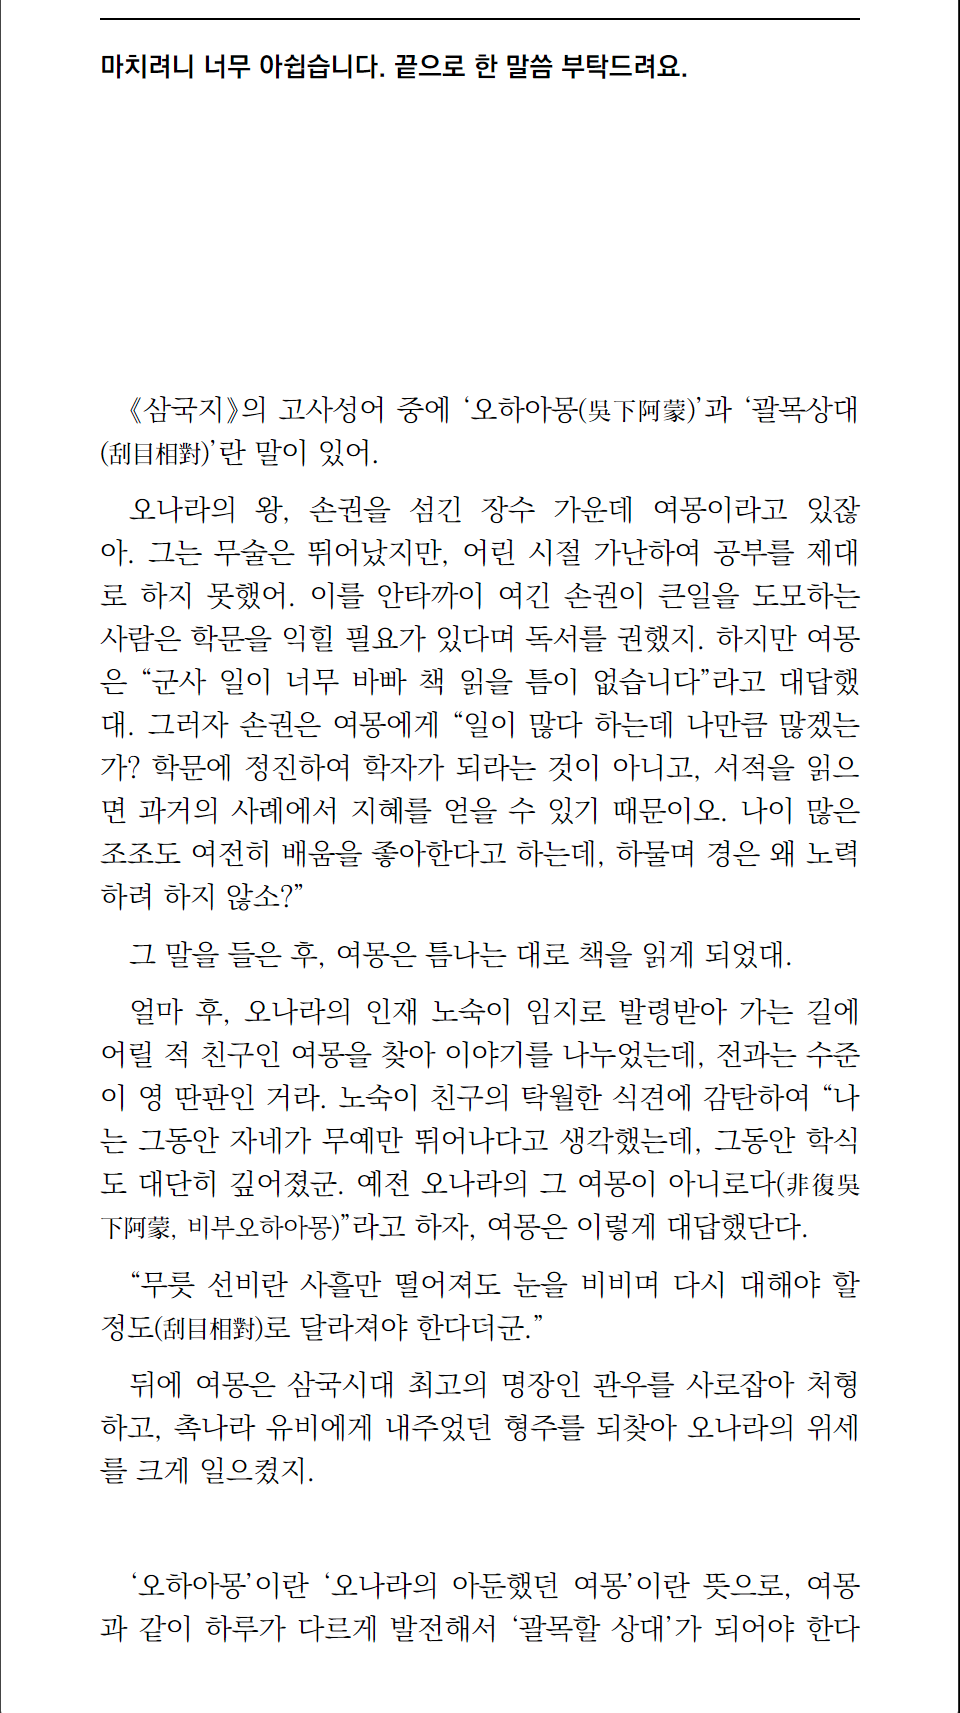 마치려니 너무 아쉽습니다. 끝으로 한 말씀 부탁드려요.
《삼국지》의 고사성어 중에 ‘오하아몽(吳下阿蒙)’과 ‘괄목상대
(刮目相對)’란 말이 있어.
오나라의 왕, 손권을 섬긴 장수 가운데 여몽이라고 있잖
아. 그는 무술은 뛰어났지만, 어린 시절 가난하여 공부를 제대
로 하지 못했어. 이를 안타까이 여긴 손권이 큰일을 도모하는
사람은 학문을 익힐 필요가 있다며 독서를 권했지. 하지만 여몽
은 “군사 일이 너무 바빠 책 읽을 틈이 없습니다”라고 대답했
대. 그러자 손권은 여몽에게 “일이 많다 하는데 나만큼 많겠는
가? 학문에 정진하여 학자가 되라는 것이 아니고, 서적을 읽으
면 과거의 사례에서 지혜를 얻을 수 있기 때문이오. 나이 많은
조조도 여전히 배움을 좋아한다고 하는데, 하물며 경은 왜 노력
하려 하지 않소?”
그 말을 들은 후, 여몽은 틈나는 대로 책을 읽게 되었대.
얼마 후, 오나라의 인재 노숙이 임지로 발령받아 가는 길에
어릴 적 친구인 여몽을 찾아 이야기를 나누었는데, 전과는 수준
이 영 딴판인 거라. 노숙이 친구의 탁월한 식견에 감탄하여 “나
는 그동안 자네가 무예만 뛰어나다고 생각했는데, 그동안 학식
도 대단히 깊어졌군. 예전 오나라의 그 여몽이 아니로다(非復吳
下阿蒙, 비부오하아몽)”라고 하자, 여몽은 이렇게 대답했단다.
“무릇 선비란 사흘만 떨어져도 눈을 비비며 다시 대해야 할
정도(刮目相對)로 달라져야 한다더군.”
뒤에 여몽은 삼국시대 최고의 명장인 관우를 사로잡아 처형
하고, 촉나라 유비에게 내주었던 형주를 되찾아 오나라의 위세
를 크게 일으켰지.
‘오하아몽’이란 ‘오나라의 아둔했던 여몽’이란 뜻으로, 여몽
과 같이 하루가 다르게 발전해서 ‘괄목할 상대’가 되어야 한다